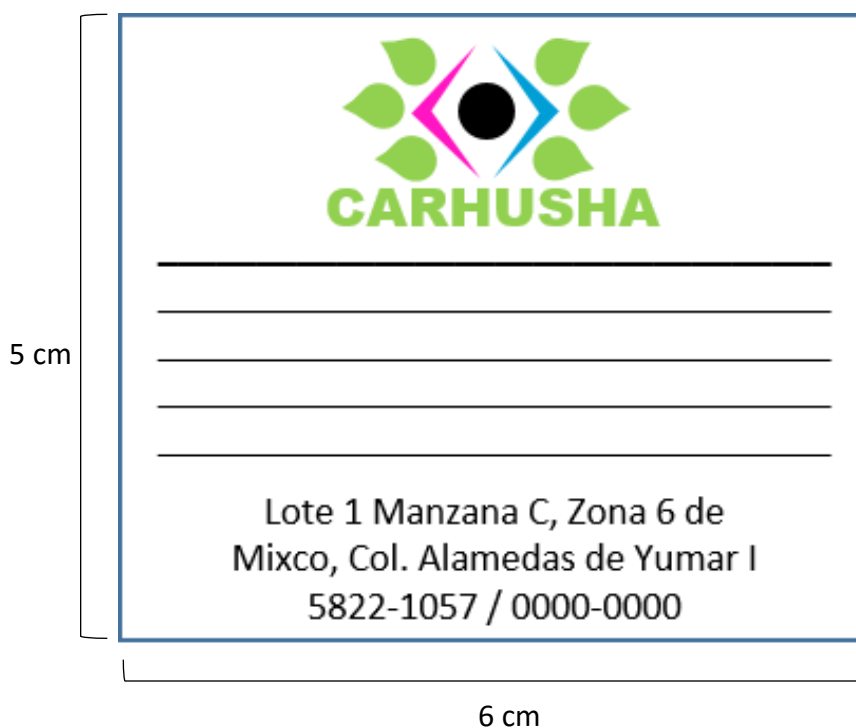 CARHUSHA
5 cm
Lote 1 Manzana C, Zona 6 de
Mixco, Col. Alamedas de Yumar I
5822-1057 / 0000-0000
6 cm